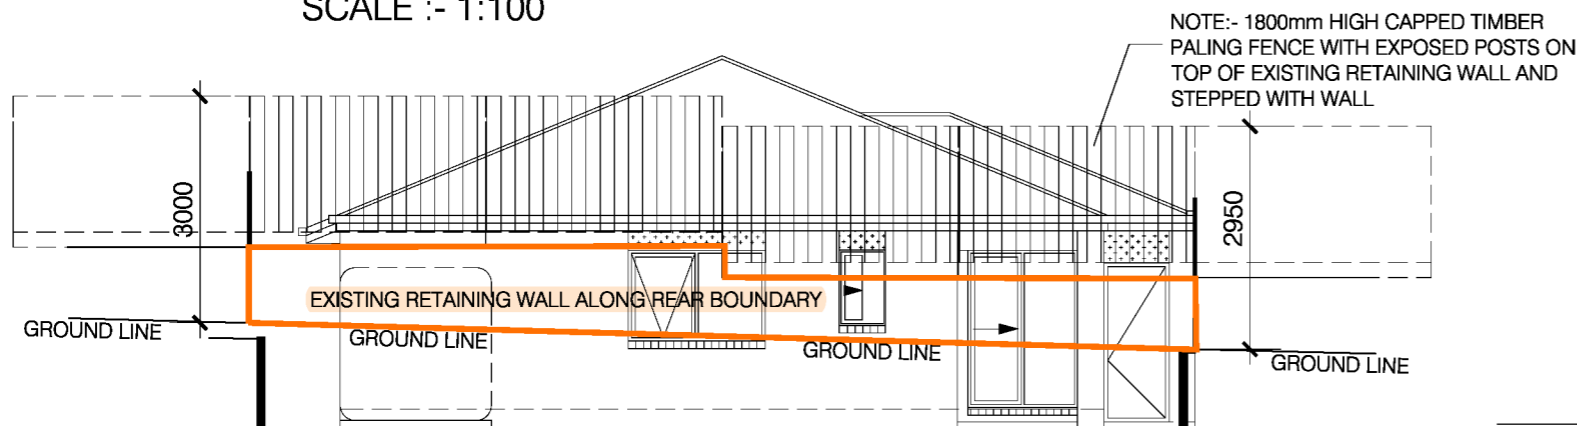 SCALE :- 1:100
NOTE:- 1800mm HIGH CAPPED TIMBER
PALING FENCE WITH EXPOSED POSTS ON
TOP OF EXISTING RETAINING WALL AND
STEPPED WITH WALL
3000
2950
EXISTING RETAINING WALL ALONG REAR BOUNDARY
GROUND LINE
GROUND LINE
GROUND LINE
GROUND LINE